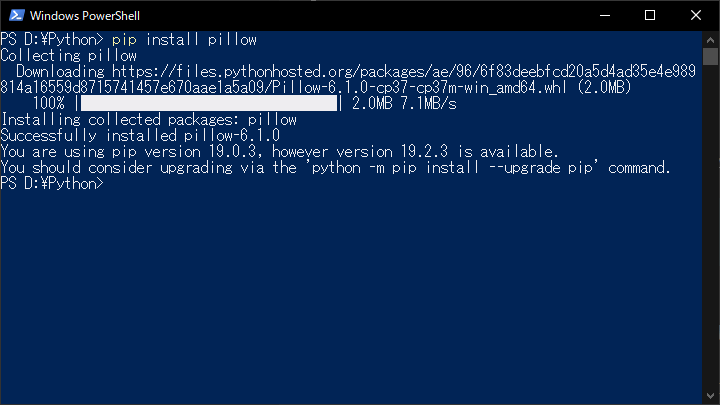 Windows PowerShell
PS D:¥Python> pip install pillow
Collecting pillow
  Downloading https://files.pythonhosted.org/packages/ae/96/6f83deebfcd20a5d4ad35e4e989
814a16559d8715741457e670aae1a5a09/Pillow-6.1.0-cp37-cp37m-win_amd64.whl (2.0MB)
    100% |████████████████████████████████| 2.0MB 7.1MB/s
Installing collected packages: pillow
Successfully installed pillow-6.1.0
You are using pip version 19.0.3, however version 19.2.3 is available.
You should consider upgrading via the 'python -m pip install --upgrade pip' command.
PS D:¥Python>